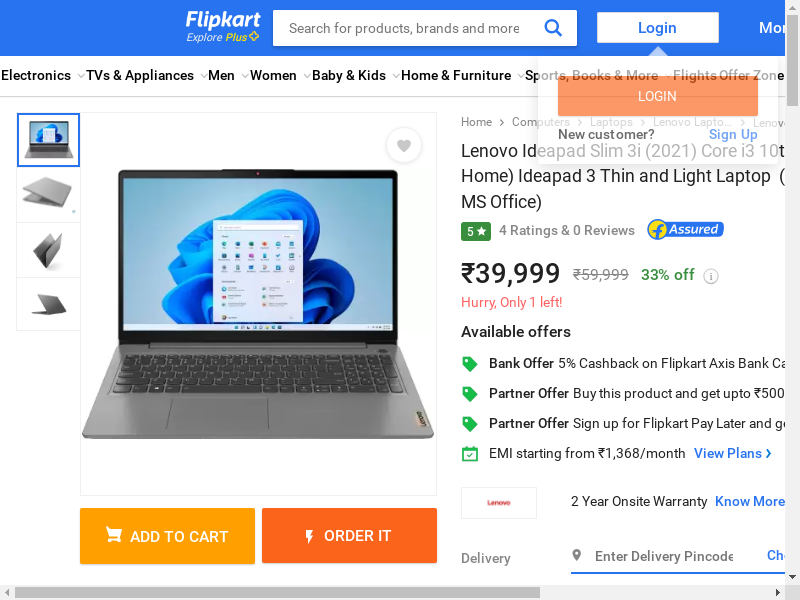 Flipkart
Explore Plus
Search for products, brands and more
Login
Electronics
TVs & Appliances
Men
Women
Baby & Kids
Home & Furniture
Sports, Books & More
Flights
Offer Zone
LOGIN
New customer?
Sign Up
Home
Computers
Laptops
Lenovo Lapto...
Lenovo Ideapad Slim 3i (2021) Core i3
Home) Ideapad 3 Thin and Light Laptop (
MS Office)
5
4 Ratings & 0 Reviews
Assured
₹39,999
₹59,999
33% off
Hurry, Only 1 left!
Available offers
Bank Offer 5% Cashback on Flipkart Axis Bank
Partner Offer Buy this product and get upto ₹500
Partner Offer Sign up for Flipkart Pay Later and
EMI starting from ₹1,368/month
View Plans
Lenovo
2 Year Onsite Warranty
Know More
ADD TO CART
ORDER IT
Delivery
Enter Delivery Pincode